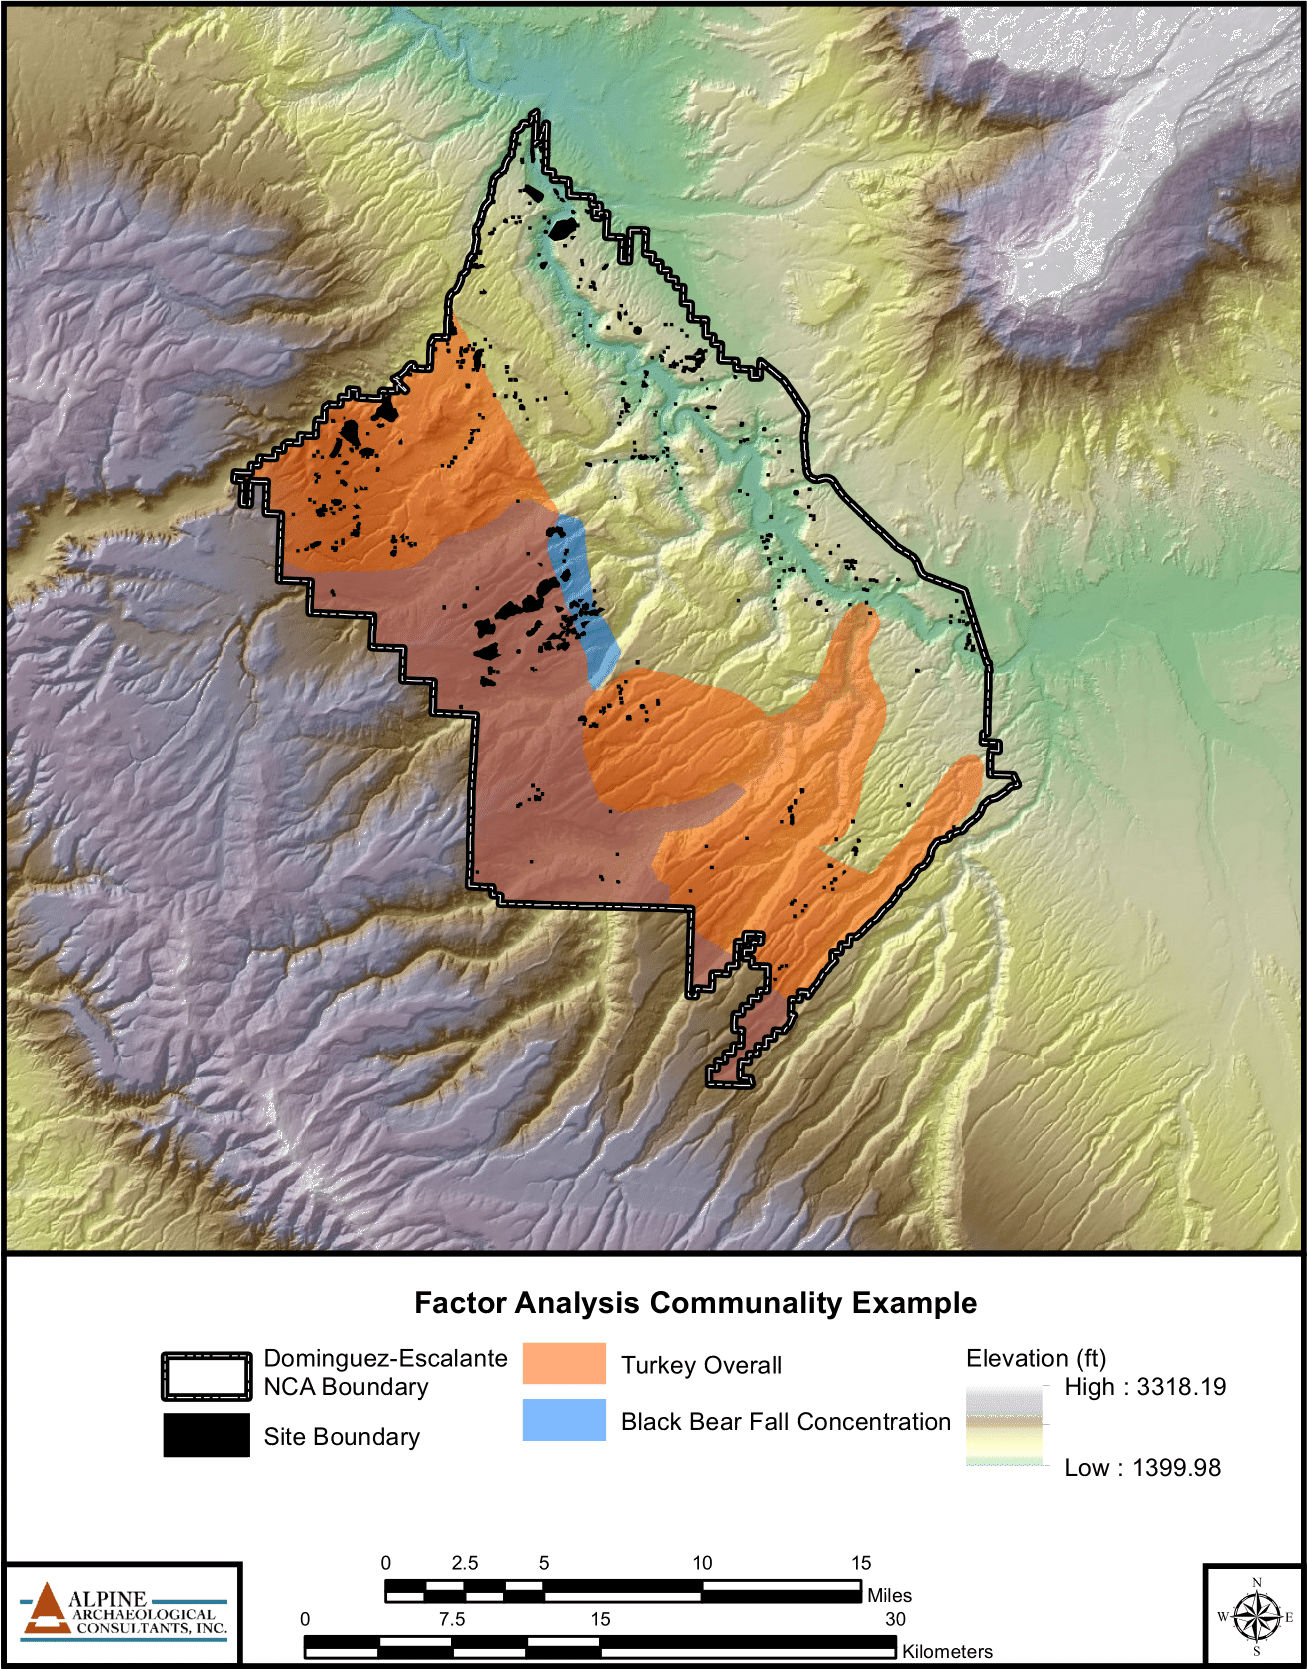 Factor Analysis Communality Example
Dominguez-Escalante
NCA Boundary
Site Boundary
Turkey Overall
Black Bear Fall Concentration
Elevation (ft)
High : 3318.19
Low : 1399.98
0 2.5 5 10 15
Miles
0 7.5 15 30
Kilometers
ALPINE
ARCHAEOLOGICAL
CONSULTANTS, INC.
N
W E
S